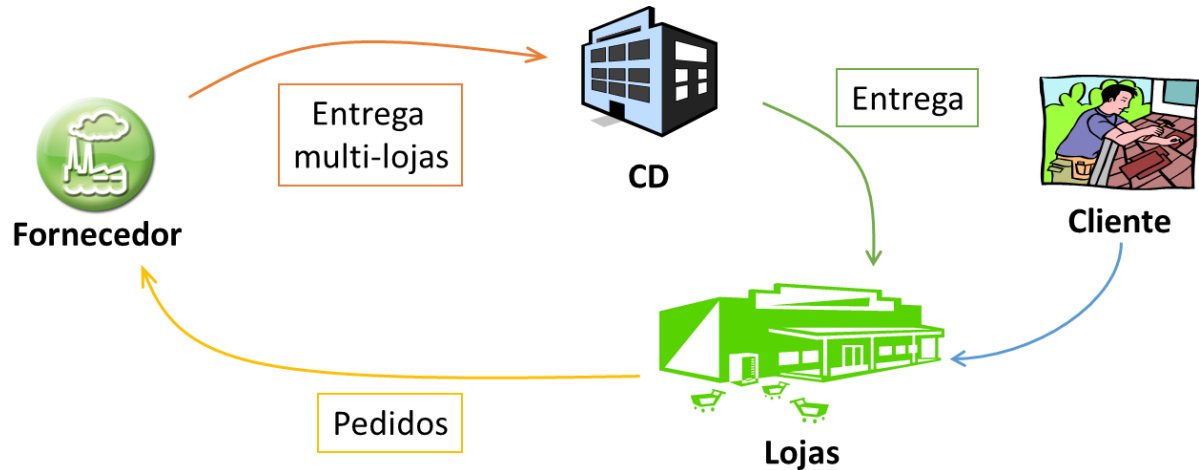 Entrega
multi-lojas
CD
Entrega
Fornecedor
Cliente
Pedidos
Lojas